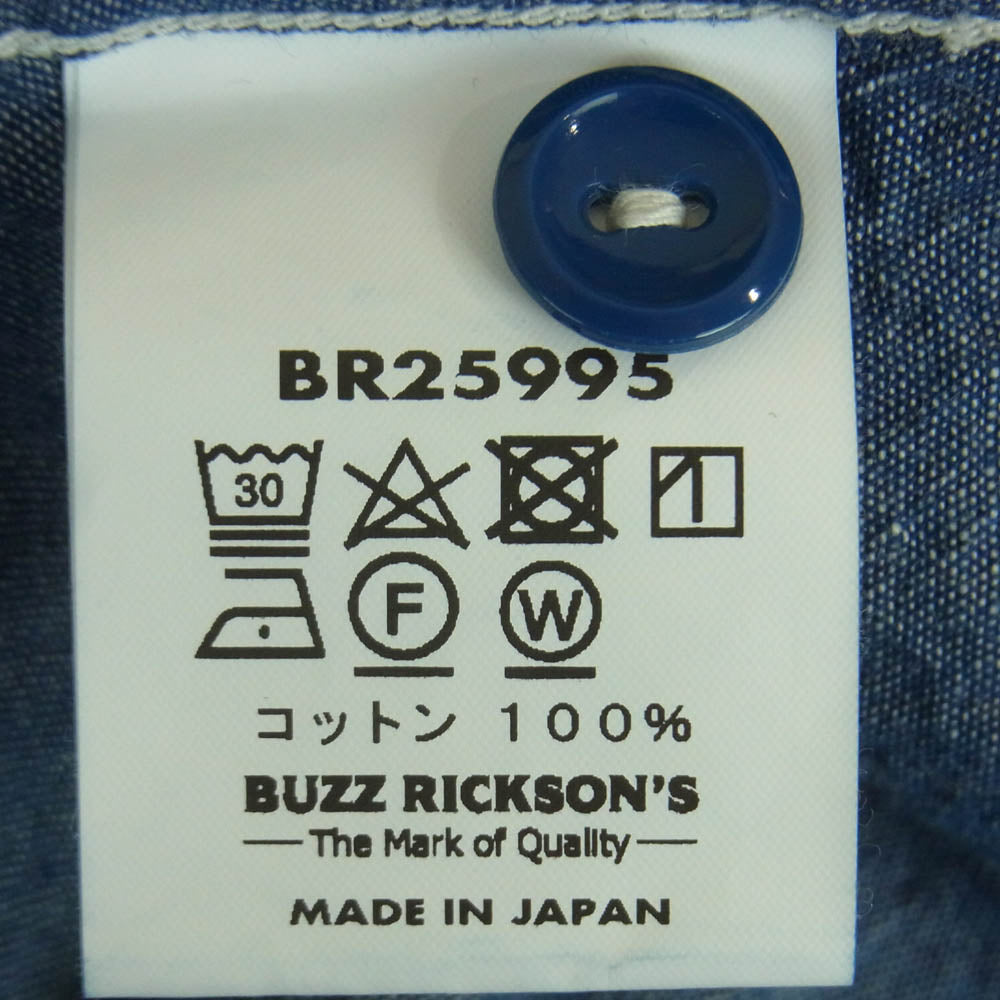 BR25995
30
F W
コットン 100%
BUZZ RICKSON'S
The Mark of Quality
MADE IN JAPAN